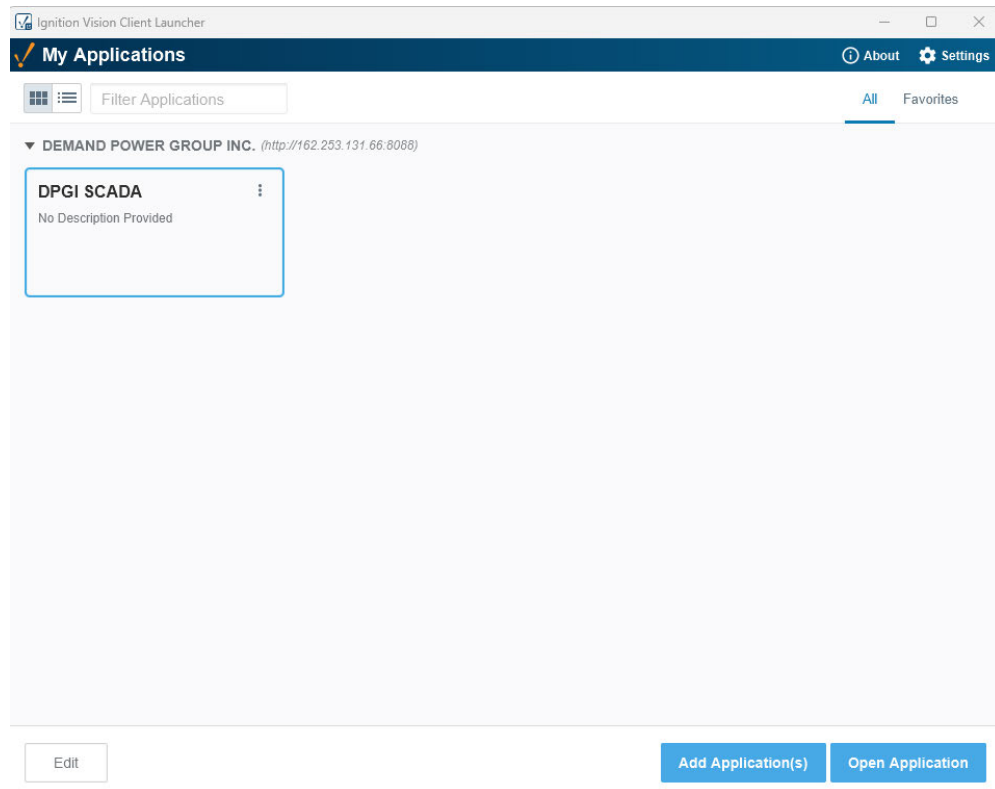 Ignition Vision Client Launcher
My Applications
About Settings
Filter Applications
All Favorites
DEMAND POWER GROUP INC. (http://162.253.131.66:8088)
DPGI SCADA
No Description Provided
Edit
Add Application(s) Open Application